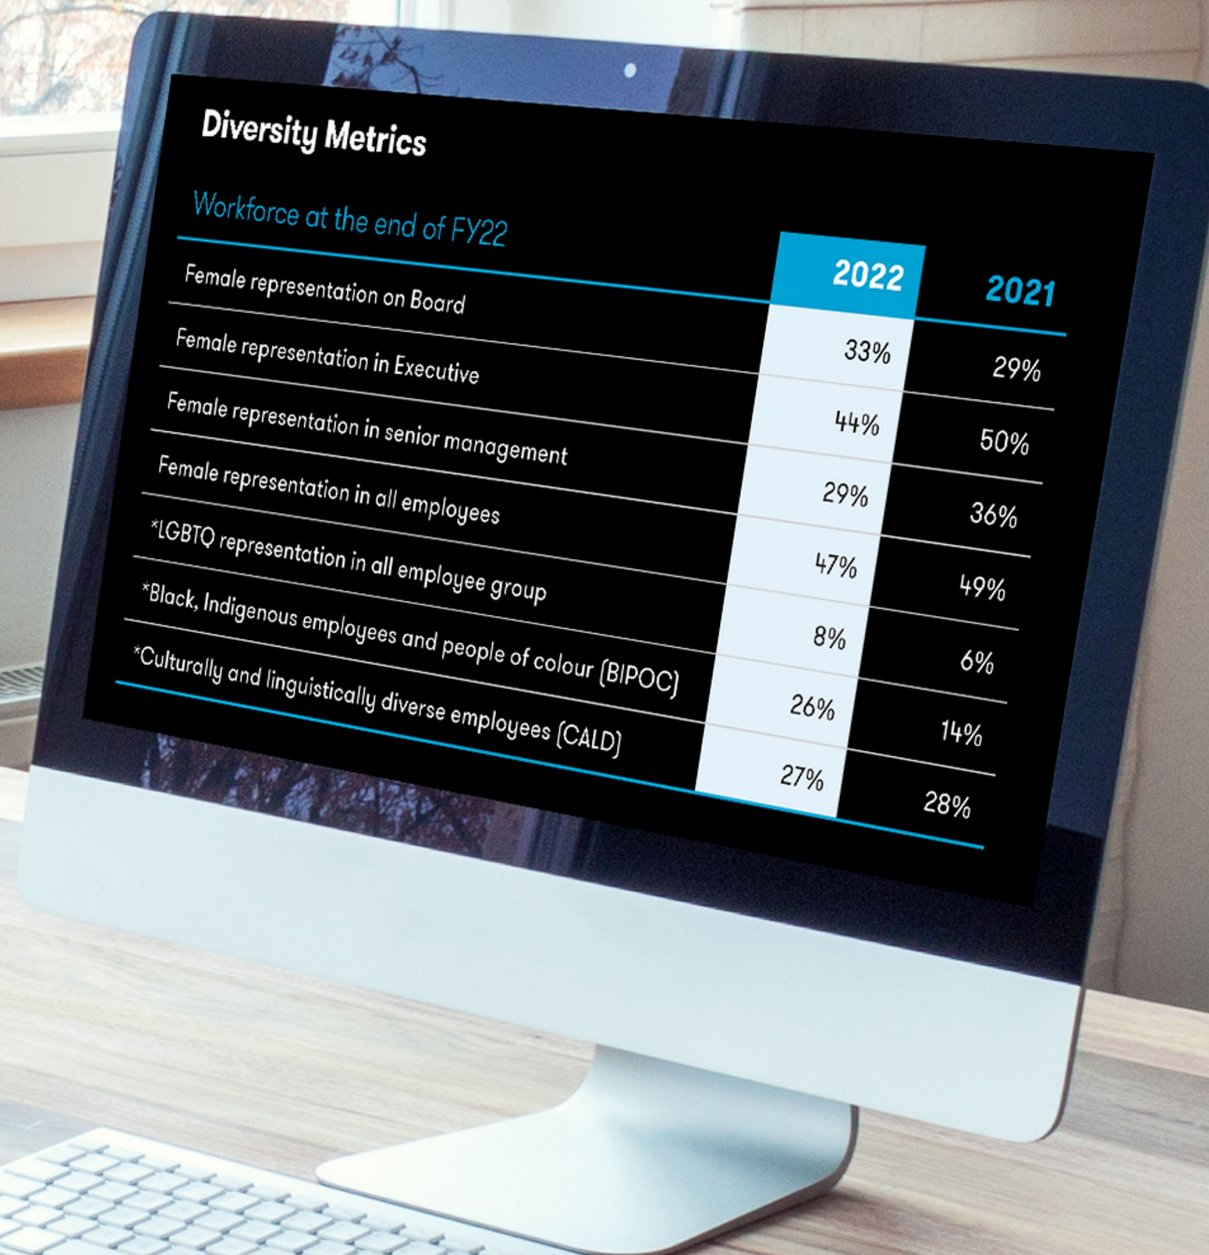 Diversity Metrics
Workforce at the end of FY22 2022 2021
Female representation on Board 33% 29%
Female representation in Executive 44% 50%
Female representation in senior management 29% 36%
Female representation in all employees 47% 49%
*LGBTQ representation in all employee group 8% 6%
*Black, Indigenous employees and people of colour (BIPOC) 26% 14%
*Culturally and linguistically diverse employees (CALD) 27% 28%